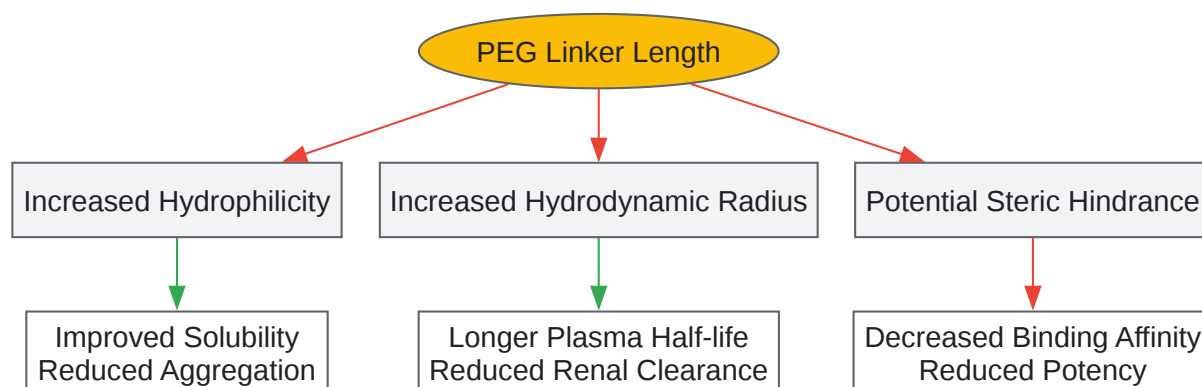 PEG Linker Length
Increased Hydrophilicity
Increased Hydrodynamic Radius
Potential Steric Hindrance
Improved Solubility
Reduced Aggregation
Longer Plasma Half-life
Reduced Renal Clearance
Decreased Binding Affinity
Reduced Potency